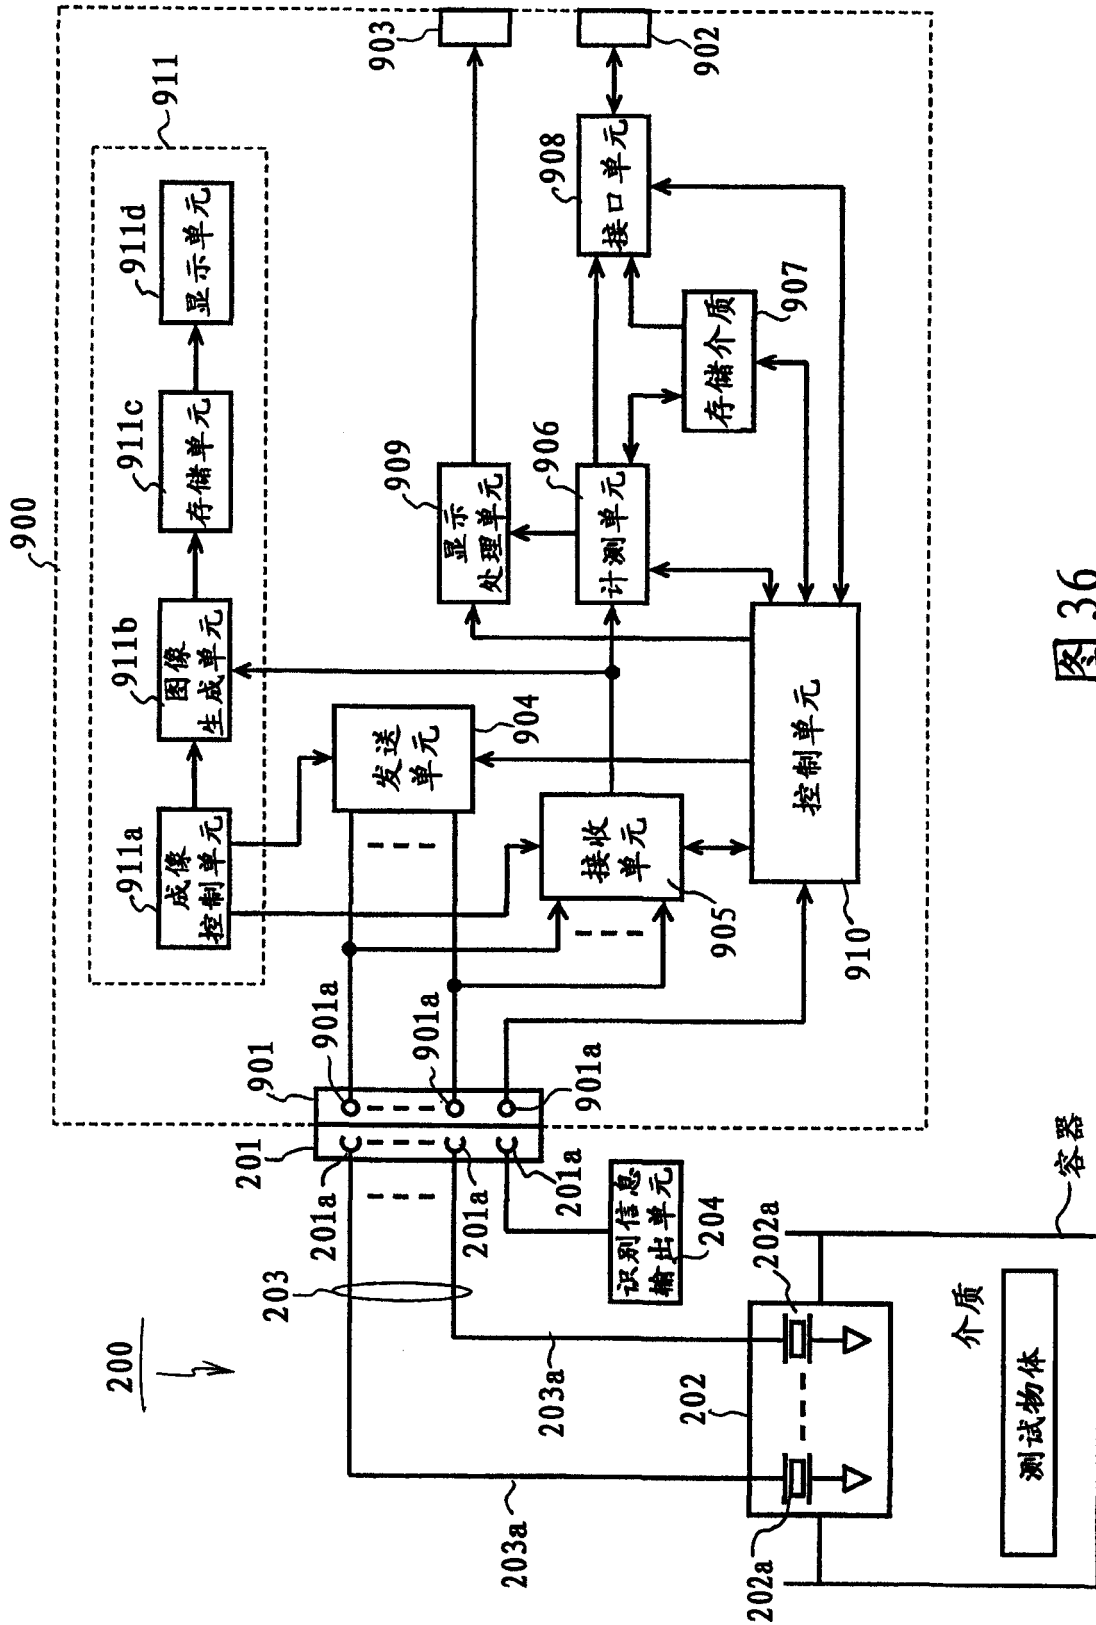 900
911
911a
成像
控制单元
911b
图像
生成单元
911c
存储单元
911d
显示单元
903
902
908
接口单元
907
存储介质
909
显示
处理单元
906
计测单元
904
发送
单元
905
接收
单元
910
控制单元
901
901a
901a
901a
201
201a
201a
201a
203
203a
203a
204
识别信息
输出单元
200
202
202a
202a
容器
介质
测试物体
图 36